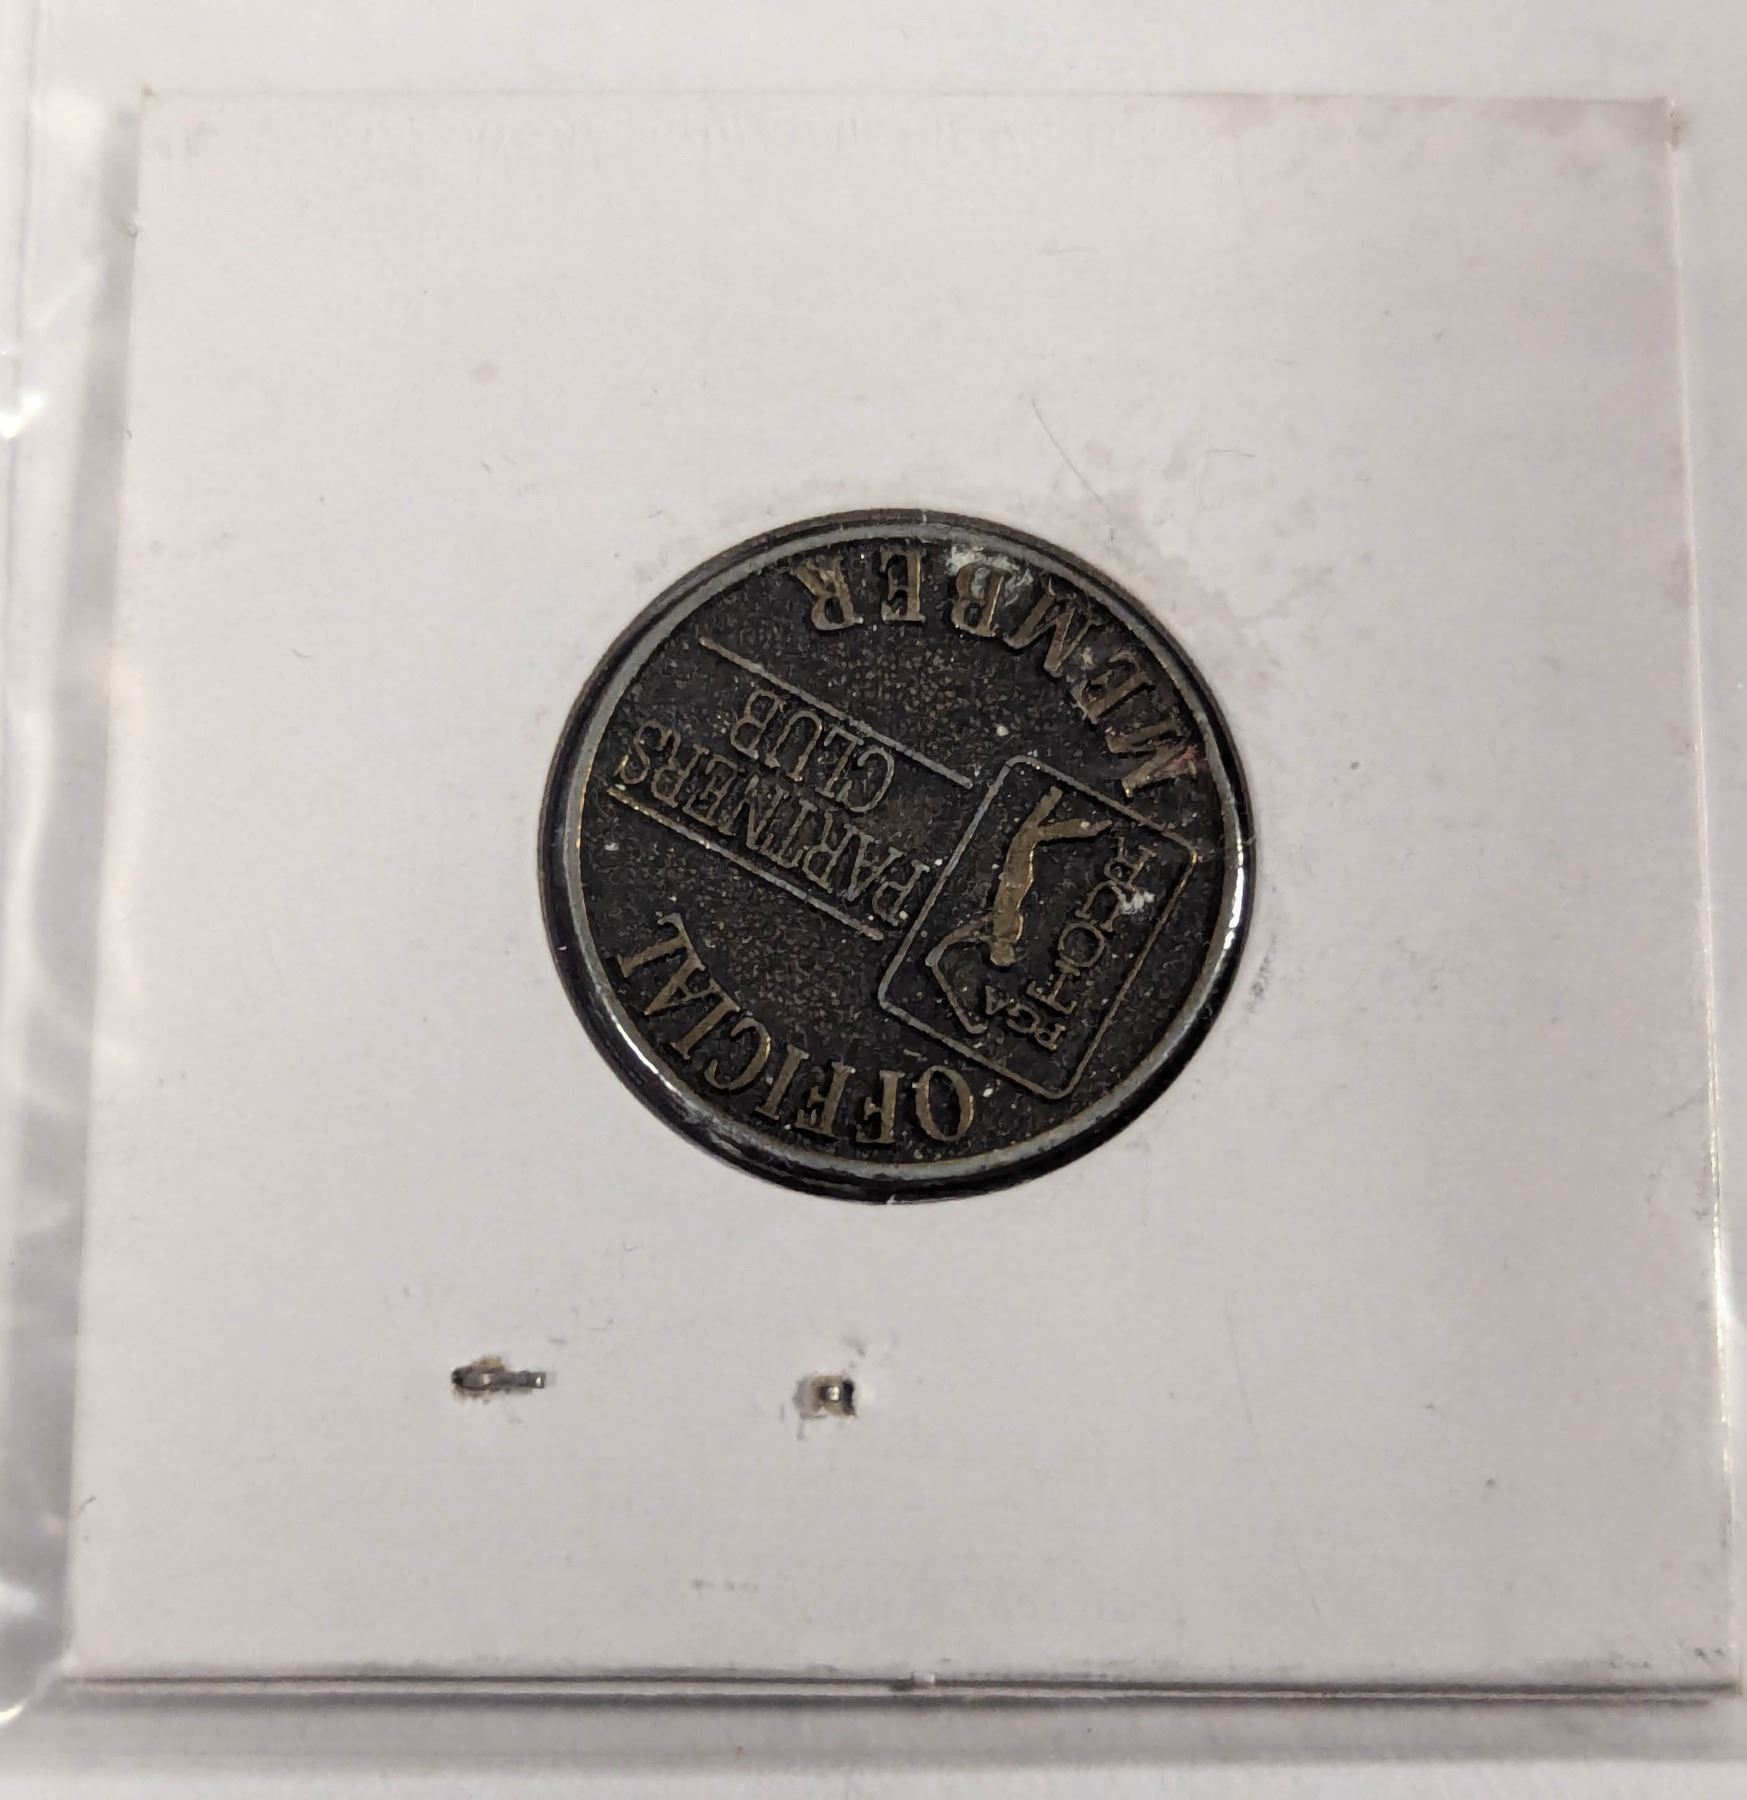 OFFICIAL
PGA
TOUR
PARTNERS
CLUB
MEMBER